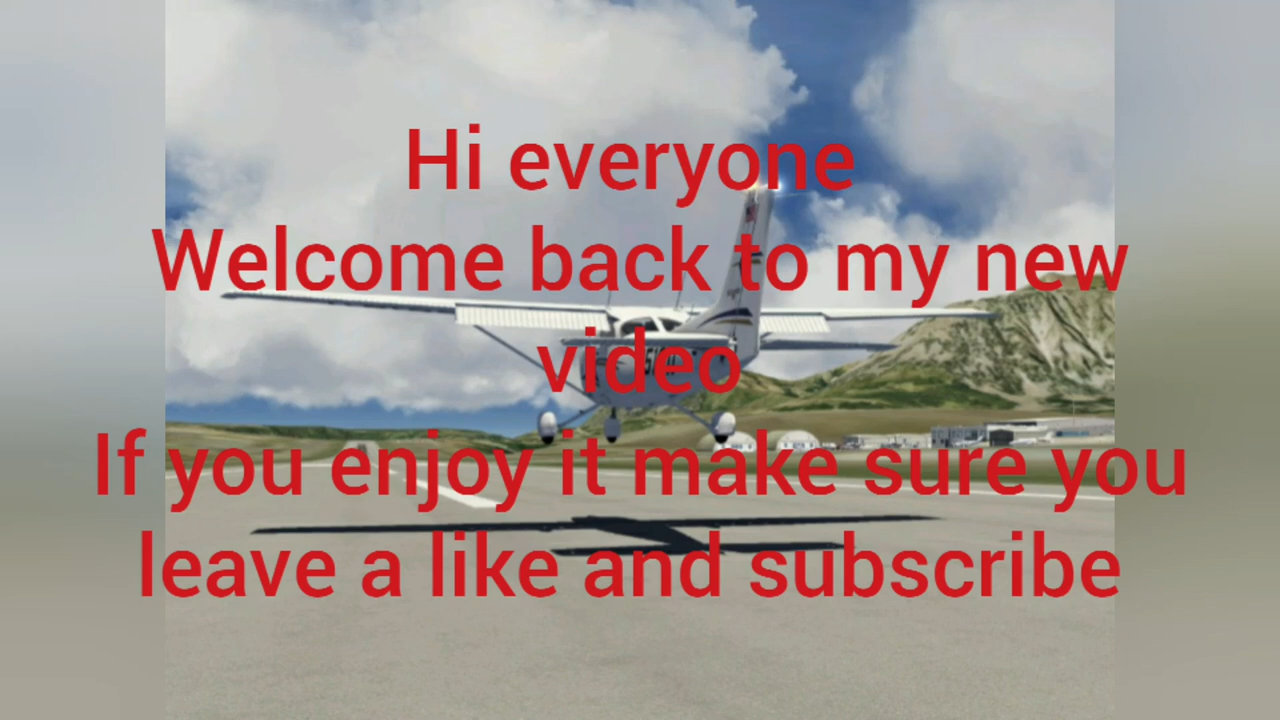 Hi everyone
Welcome back to my new
video
If you enjoy it make sure you
leave a like and subscribe